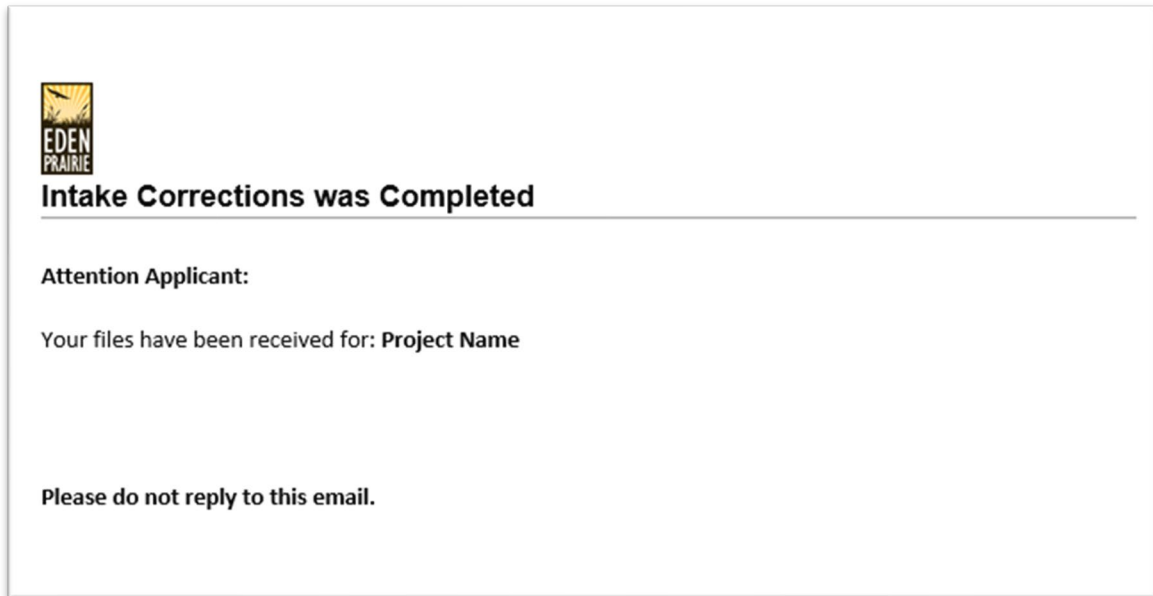 EDEN
PRAIRIE
Intake Corrections was Completed
Attention Applicant:
Your files have been received for: Project Name
Please do not reply to this email.